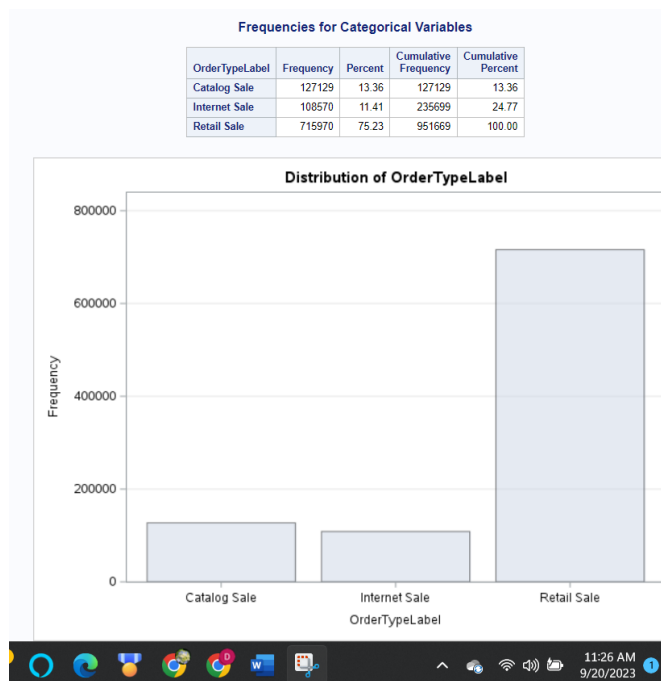 Frequencies for Categorical Variables
OrderTypeLabel Frequency Percent Cumulative Frequency Cumulative Percent
Catalog Sale 127129 13.36 127129 13.36
Internet Sale 108570 11.41 235699 24.77
Retail Sale 715970 75.23 951669 100.00
Distribution of OrderTypeLabel
800000
600000
400000
200000
0
Frequency
Catalog Sale Internet Sale Retail Sale
OrderTypeLabel
D
W
11:26 AM
9/20/2023
1